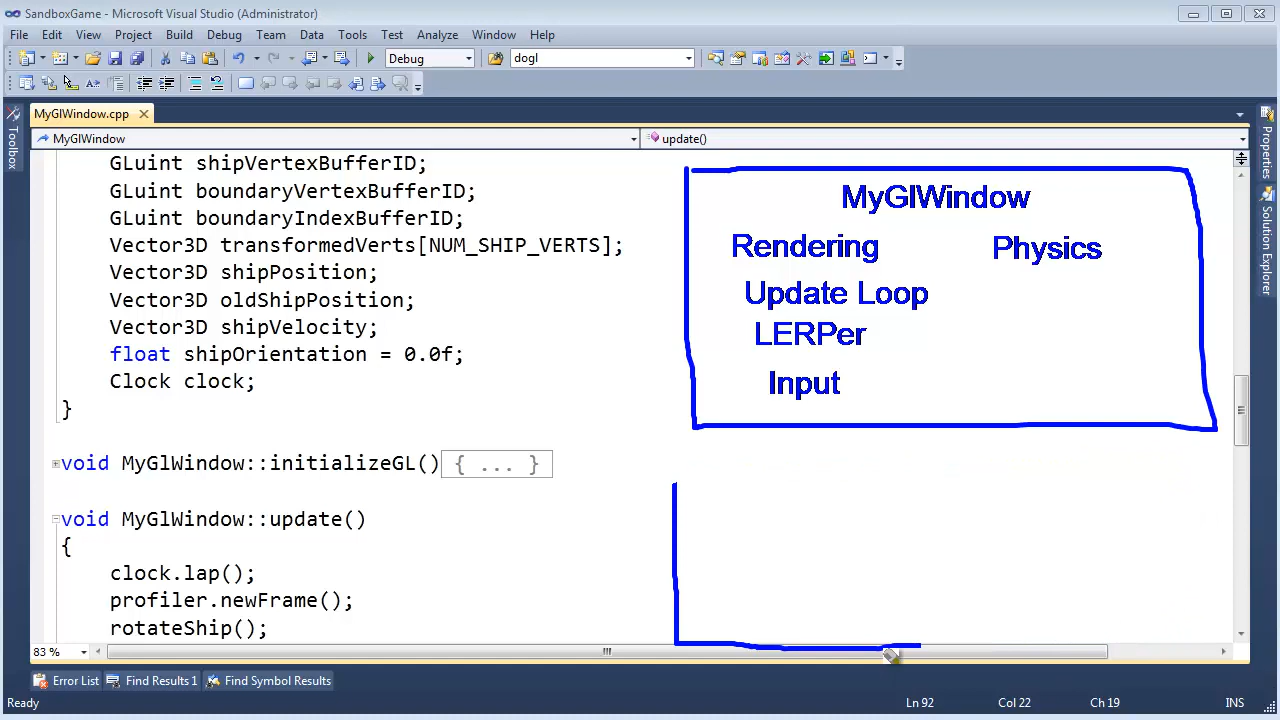 SandboxGame - Microsoft Visual Studio (Administrator)
File Edit View Project Build Debug Team Data Tools Test Analyze Window Help
Debug dogl
MyGlWindow.cpp
MyGlWindow update()
Toolbox
Properties
Solution Explorer
GLuint shipVertexBufferID;
GLuint boundaryVertexBufferID;
GLuint boundaryIndexBufferID;
Vector3D transformedVerts[NUM_SHIP_VERTS];
Vector3D shipPosition;
Vector3D oldShipPosition;
Vector3D shipVelocity;
float shipOrientation = 0.0f;
Clock clock;
}
void MyGlWindow::initializeGL(){ ... }
void MyGlWindow::update()
{
clock.lap();
profiler.newFrame();
rotateShip();
MyGlWindow
Rendering Physics
Update Loop
LERPer
Input
83 %
Error List Find Results 1 Find Symbol Results
Ready Ln 92 Col 22 Ch 19 INS